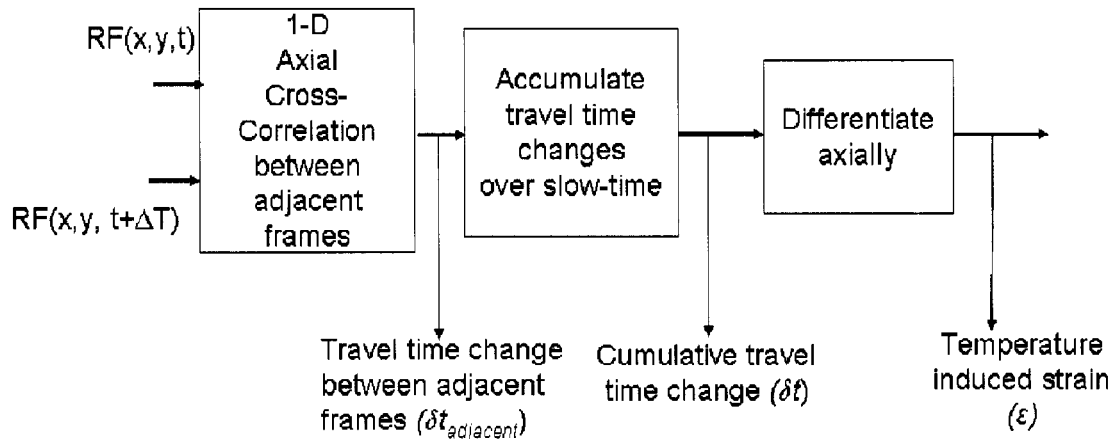 RF(x,y,t)
RF(x,y, t+ΔT)
1-D
Axial
Cross-
Correlation
between
adjacent
frames
Accumulate
travel time
changes
over slow-time
Differentiate
axially
Travel time change
between adjacent
frames (δt_adjacent)
Cumulative travel
time change (δt)
Temperature
induced strain
(ε)